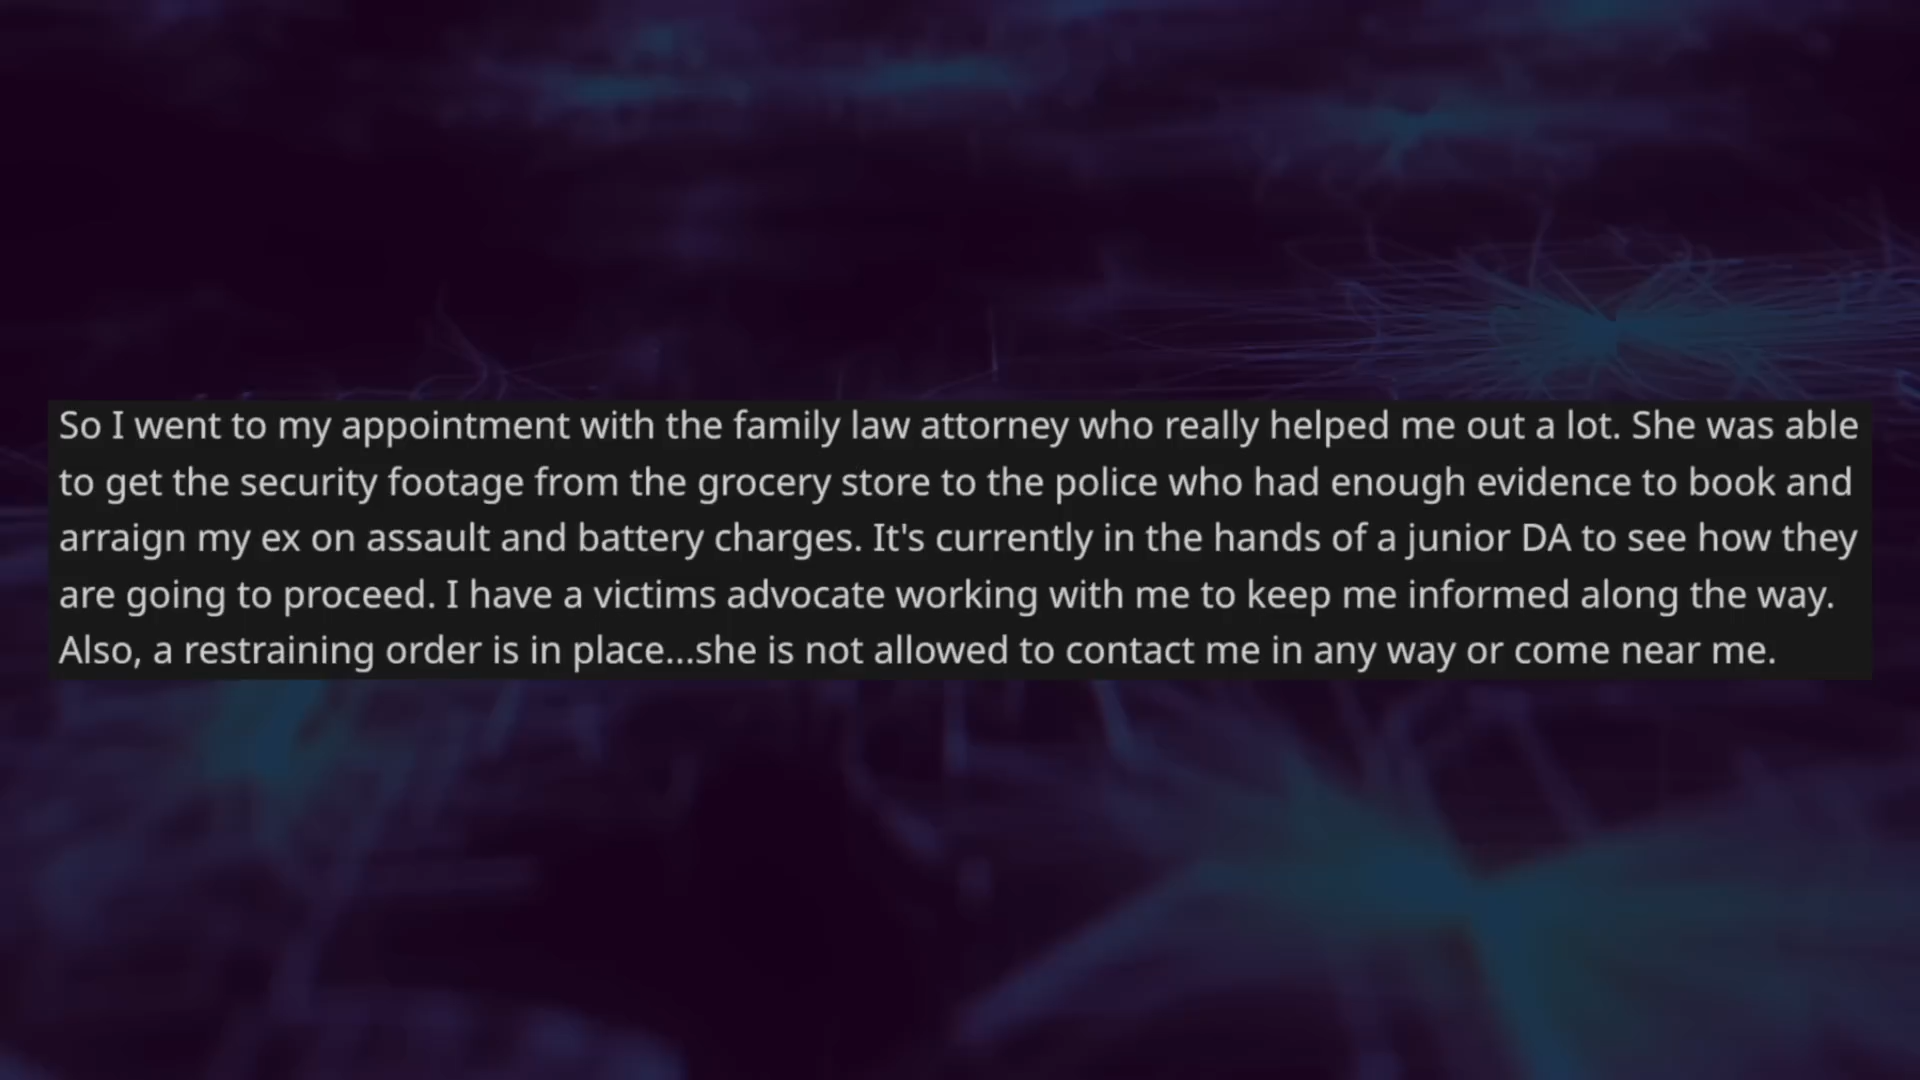 So I went to my appointment with the family law attorney who really helped me out a lot. She was able
to get the security footage from the grocery store to the police who had enough evidence to book and
arraign my ex on assault and battery charges. It's currently in the hands of a junior DA to see how they
are going to proceed. I have a victims advocate working with me to keep me informed along the way.
Also, a restraining order is in place...she is not allowed to contact me in any way or come near me.